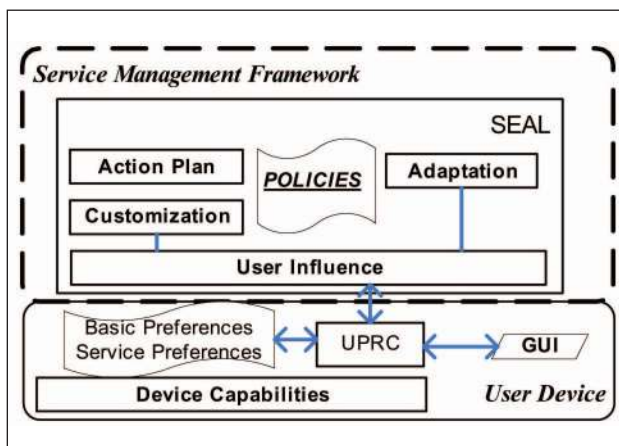 Service Management Framework
SEAL
Action Plan
POLICIES
Adaptation
Customization
User Influence
Basic Preferences
Service Preferences
UPRC
GUI
Device Capabilities
User Device